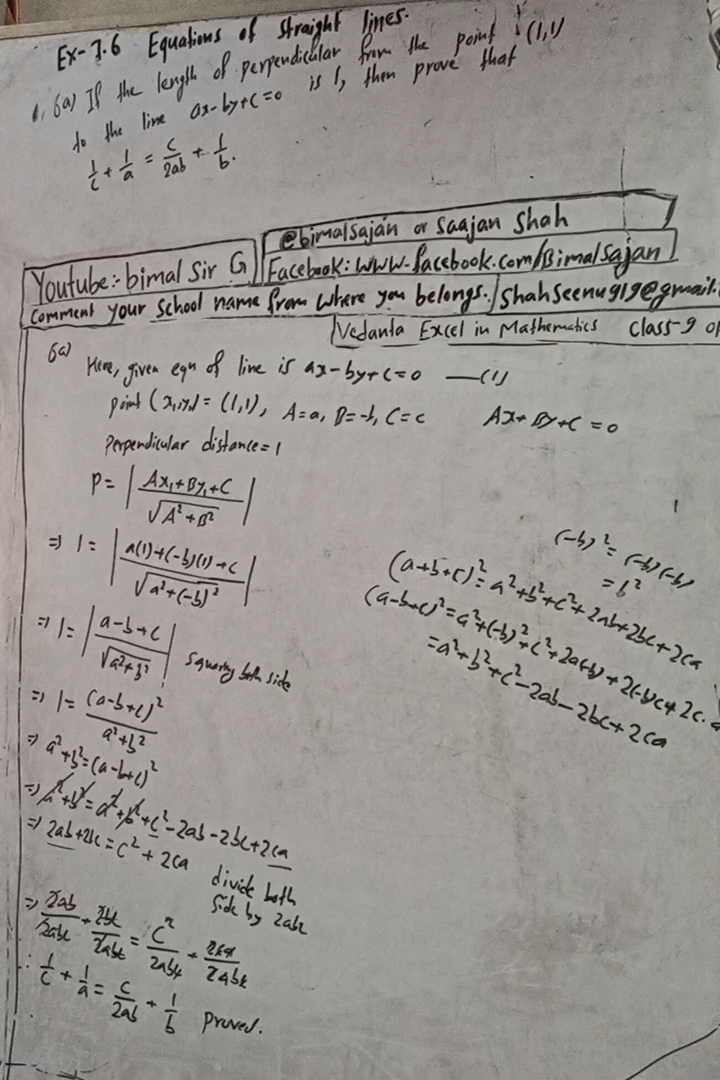 Ex-7.6 Equations of Straight lines.
1. 6a) If the length of perpendicular from the point (1,1)
to the line ax-by+c=0 is 1, then prove that
1/c + 1/a = c/2ab + 1/b.
@bimalsajan or Saajan Shah
Youtube:- bimal Sir G
Facebook: www.facebook.com/Bimalsajan
Comment your School name from where you belongs.
Shahseenu919@gmail.
Vedanta Excel in Mathematics Class-9 op
6a)
Here, given eqn of line is ax-by+c=0 —(1)
point (x₁,y₁) = (1,1), A=a, B=-b, C=c
Ax+By+C=0
Perpendicular distance=1
P= |Ax₁+By₁+C / √A²+B²|
⇒ 1= |a(1)+(-b)(1)+c / √a²+(-b)²|
⇒ 1= |a-b+c / √a²+b²| squaring both side
⇒ 1= (a-b+c)² / a²+b²
⇒ a²+b²=(a-b+c)²
⇒ a²+b²=a²+b²+c²-2ab-2bc+2ca
⇒ 2ab+2bc=c²+2ca
divide both
side by 2abc
⇒ 2ab/2abc + 2bc/2abc = c²/2abc + 2ca/2abc
∴ 1/c + 1/a = c/2ab + 1/b proved.
(-b)²=(-b)(-b)
=b²
(a+b+c)²=a²+b²+c²+2ab+2bc+2ca
(a-b+c)²=a²+(-b)²+c²+2a(-b)+2(-b)c+2c.a
=a²+b²+c²-2ab-2bc+2ca